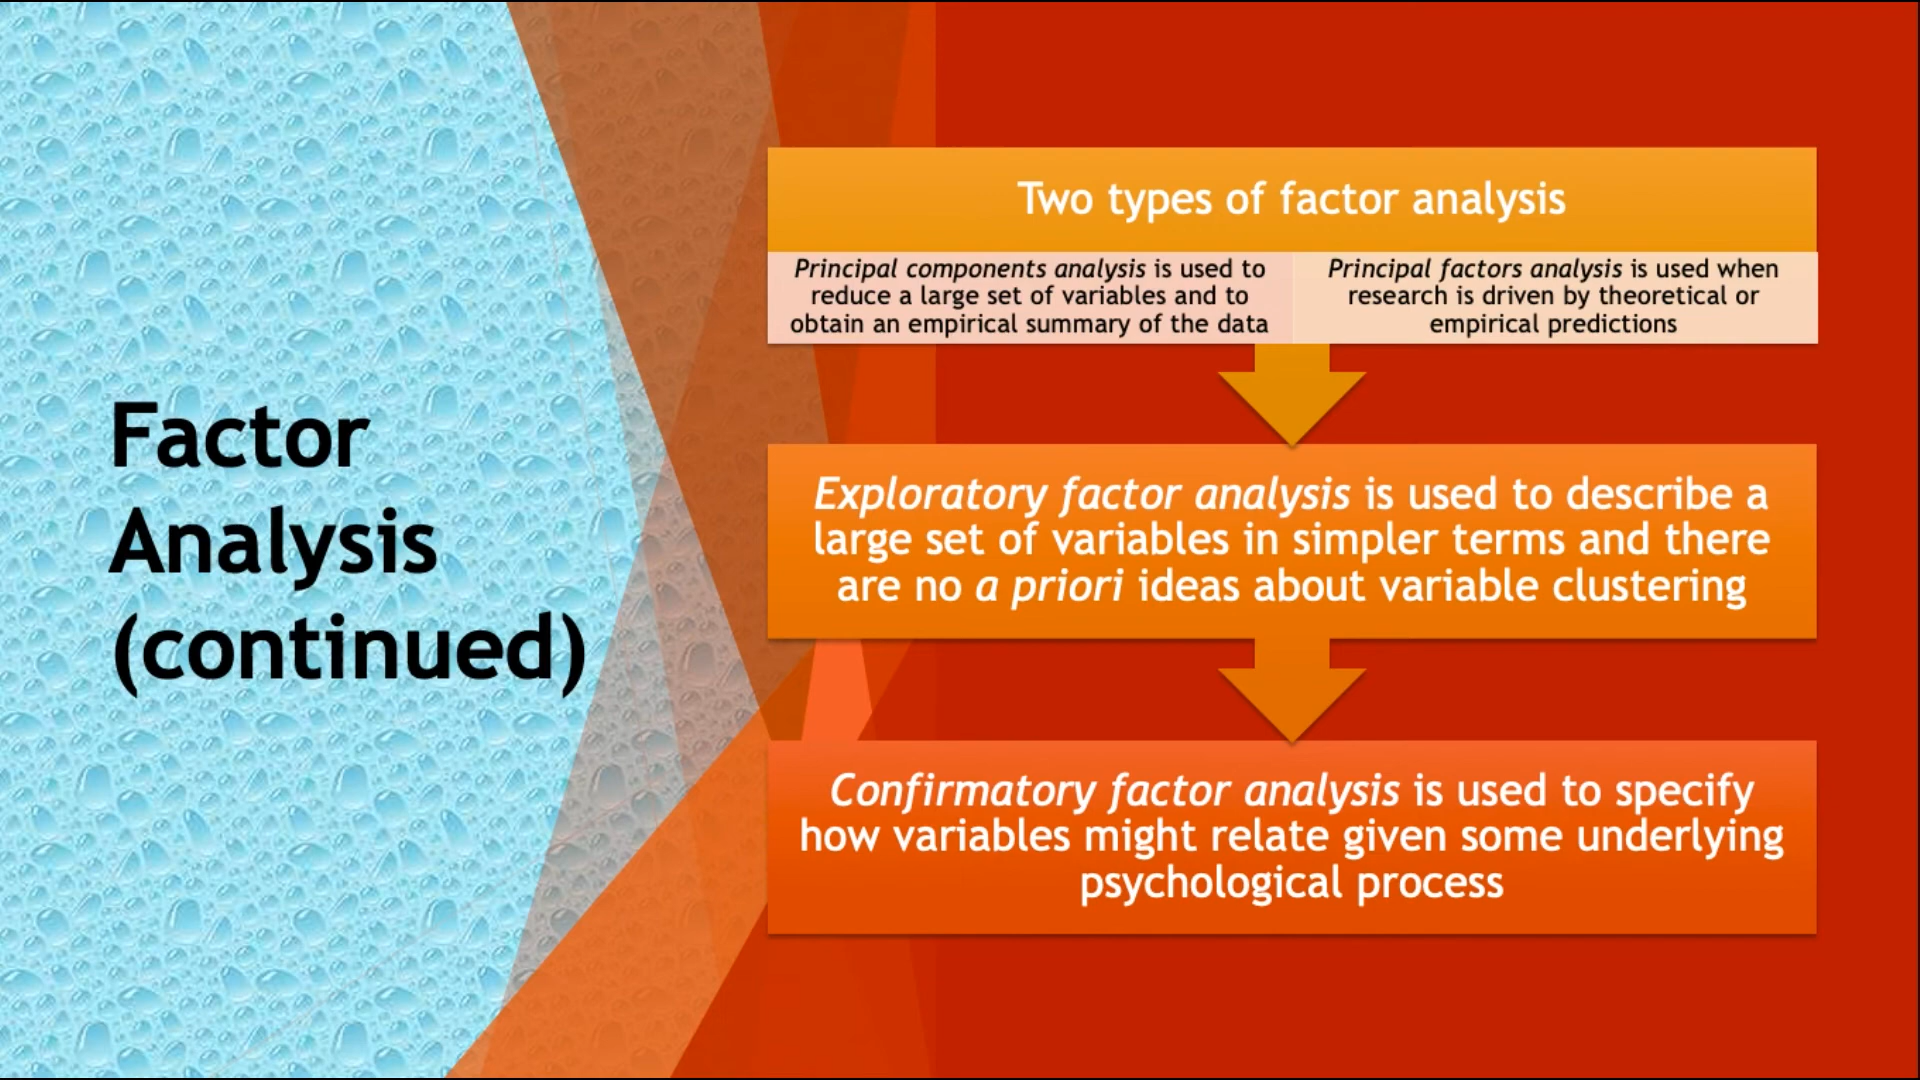 Factor
Analysis
(continued)
Two types of factor analysis
Principal components analysis is used to
reduce a large set of variables and to
obtain an empirical summary of the data
Principal factors analysis is used when
research is driven by theoretical or
empirical predictions
Exploratory factor analysis is used to describe a
large set of variables in simpler terms and there
are no a priori ideas about variable clustering
Confirmatory factor analysis is used to specify
how variables might relate given some underlying
psychological process